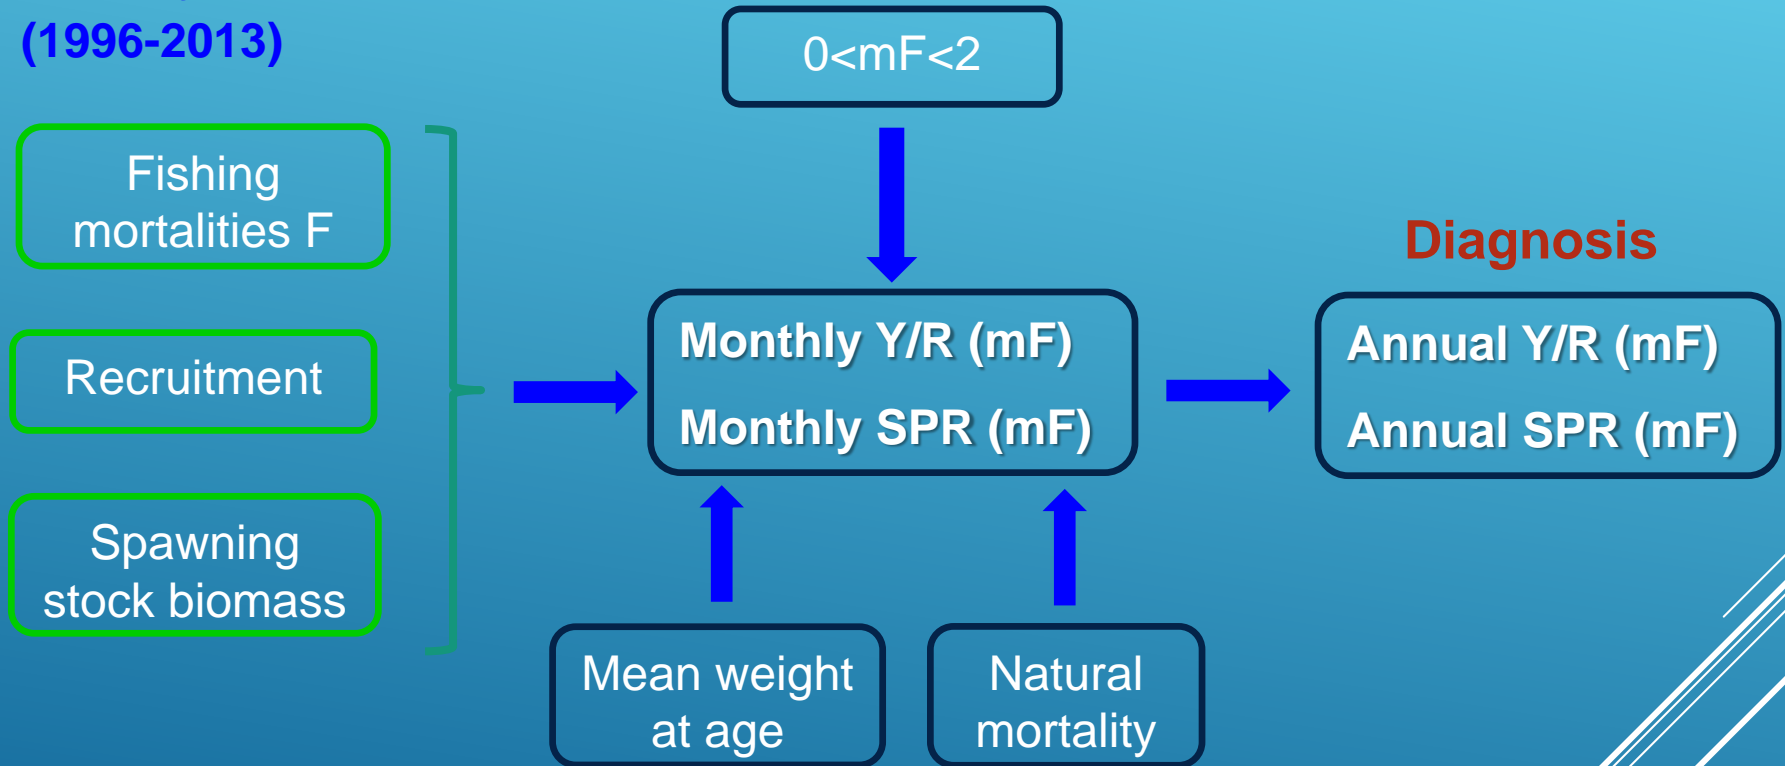 (1996-2013)
0<mF<2
Fishing
mortalities F
Recruitment
Spawning
stock biomass
Monthly Y/R (mF)
Monthly SPR (mF)
Mean weight
at age
Natural
mortality
Diagnosis
Annual Y/R (mF)
Annual SPR (mF)